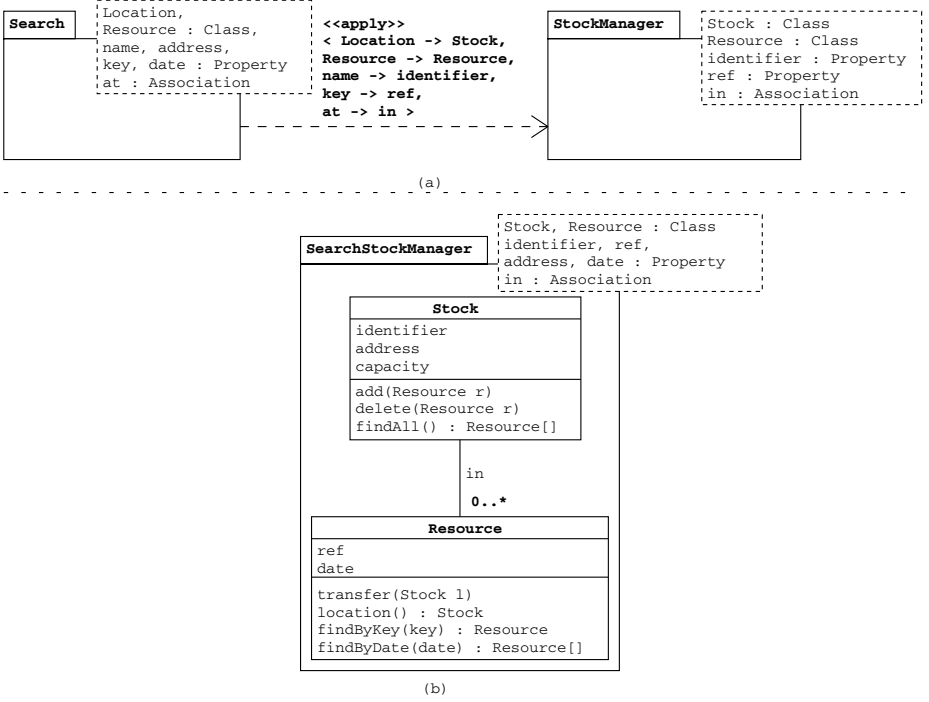 Search
Location,
Resource : Class,
name, address,
key, date : Property
at : Association
<<apply>>
< Location -> Stock,
Resource -> Resource,
name -> identifier,
key -> ref,
at -> in >
StockManager
Stock : Class
Resource : Class
identifier : Property
ref : Property
in : Association
(a)
SearchStockManager
Stock, Resource : Class
identifier, ref,
address, date : Property
in : Association
Stock
identifier
address
capacity
add(Resource r)
delete(Resource r)
findAll() : Resource[]
in
0..*
Resource
ref
date
transfer(Stock l)
location() : Stock
findByKey(key) : Resource
findByDate(date) : Resource[]
(b)